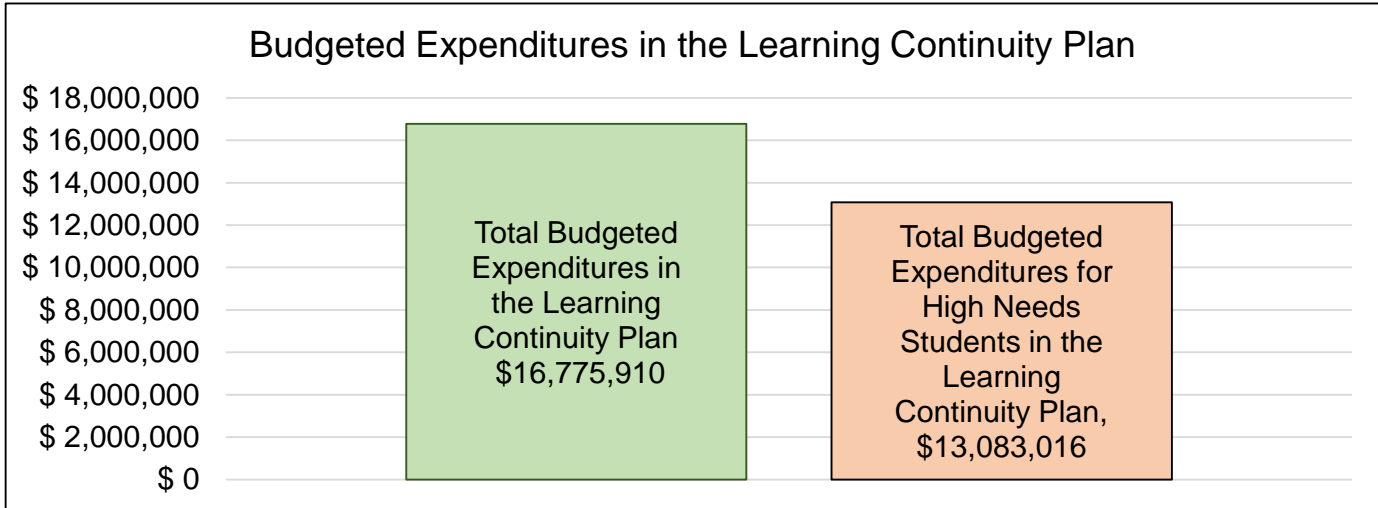 Budgeted Expenditures in the Learning Continuity Plan
$ 18,000,000
$ 16,000,000
$ 14,000,000
$ 12,000,000
$ 10,000,000
$ 8,000,000
$ 6,000,000
$ 4,000,000
$ 2,000,000
$ 0
Total Budgeted
Expenditures in
the Learning
Continuity Plan
$16,775,910
Total Budgeted
Expenditures for
High Needs
Students in the
Learning
Continuity Plan,
$13,083,016